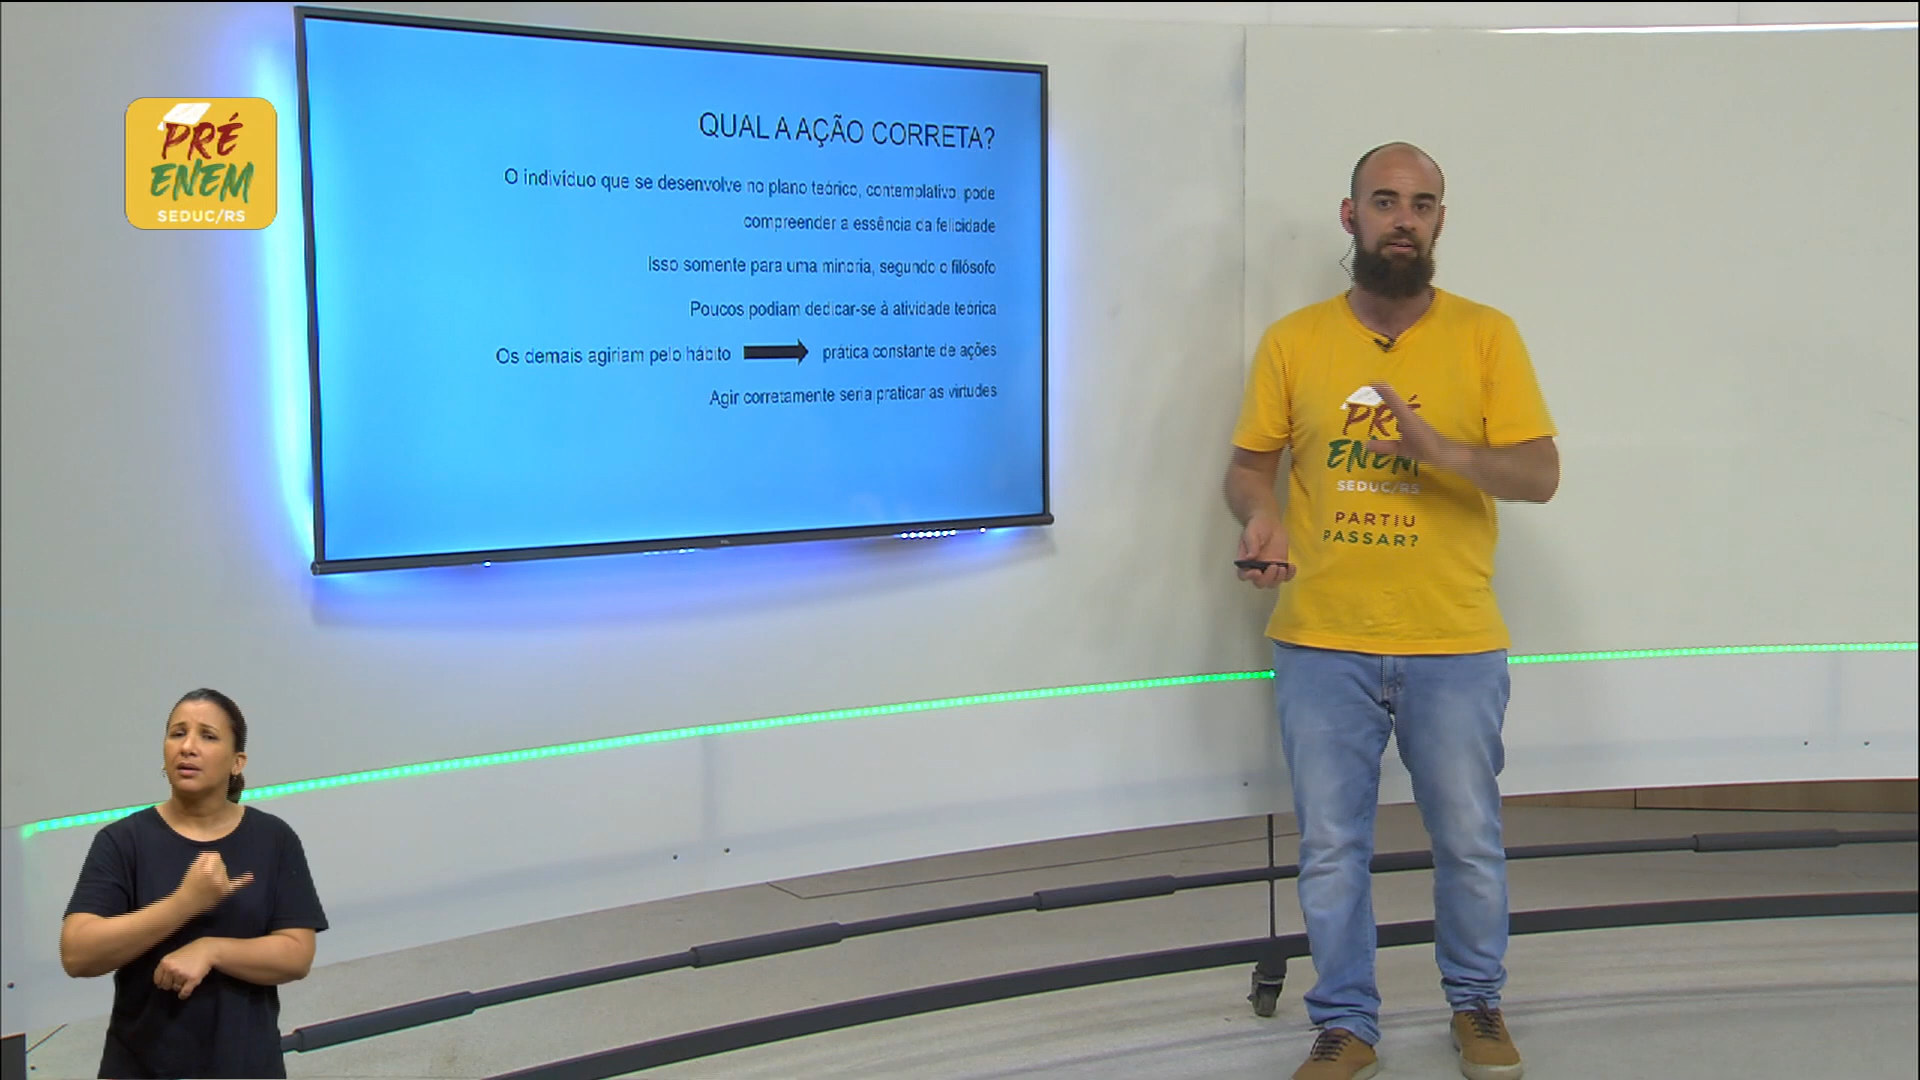 PRÉ
ENEM
SEDUC/RS
QUAL A AÇÃO CORRETA?
O indivíduo que se desenvolve no plano teórico, contemplativo, pode
compreender a essência da felicidade
Isso somente para uma minoria, segundo o filósofo
Poucos podiam dedicar-se à atividade teórica
Os demais agiriam pelo hábito prática constante de ações
Agir corretamente seria praticar as virtudes
PRÉ
ENEM
SEDUC/RS
PARTIU
PASSAR?